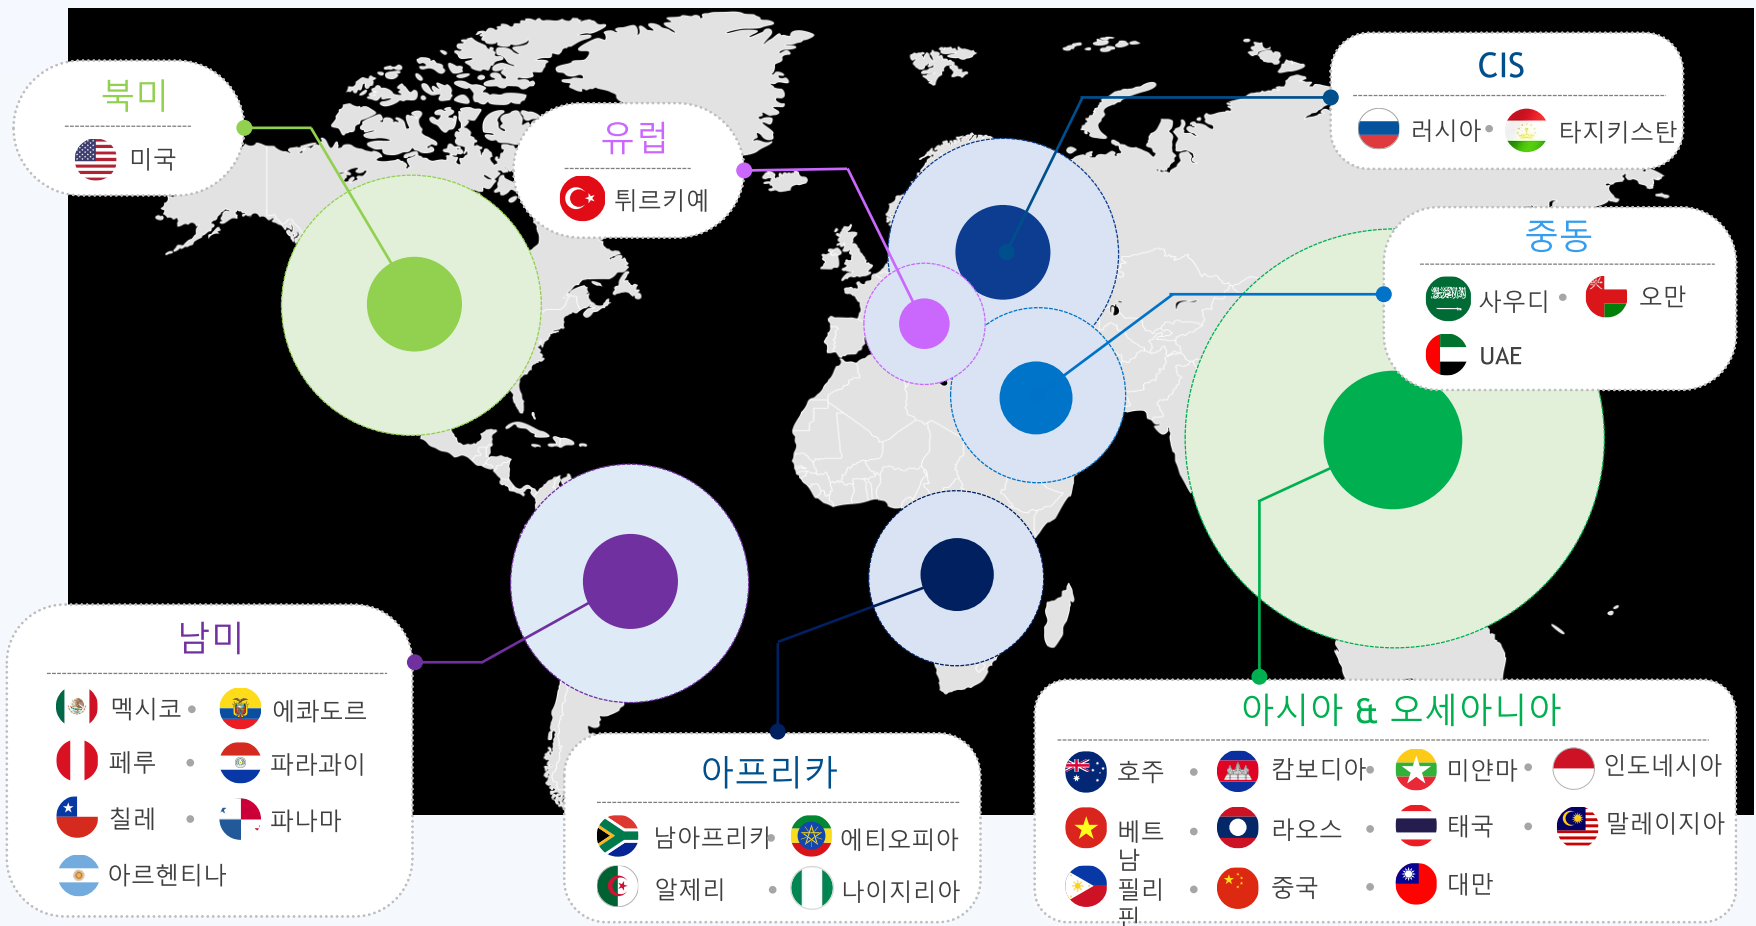 북미
미국
유럽
튀르키예
CIS
러시아 • 타지키스탄
중동
사우디 • 오만
UAE
남미
멕시코 • 에콰도르
페루 • 파라과이
칠레 • 파나마
아르헨티나
아프리카
남아프리카 • 에티오피아
알제리 • 나이지리아
아시아 & 오세아니아
호주 • 캄보디아 • 미얀마 • 인도네시아
베트 • 라오스 • 태국 • 말레이지아
남
필리 • 중국 • 대만
핀